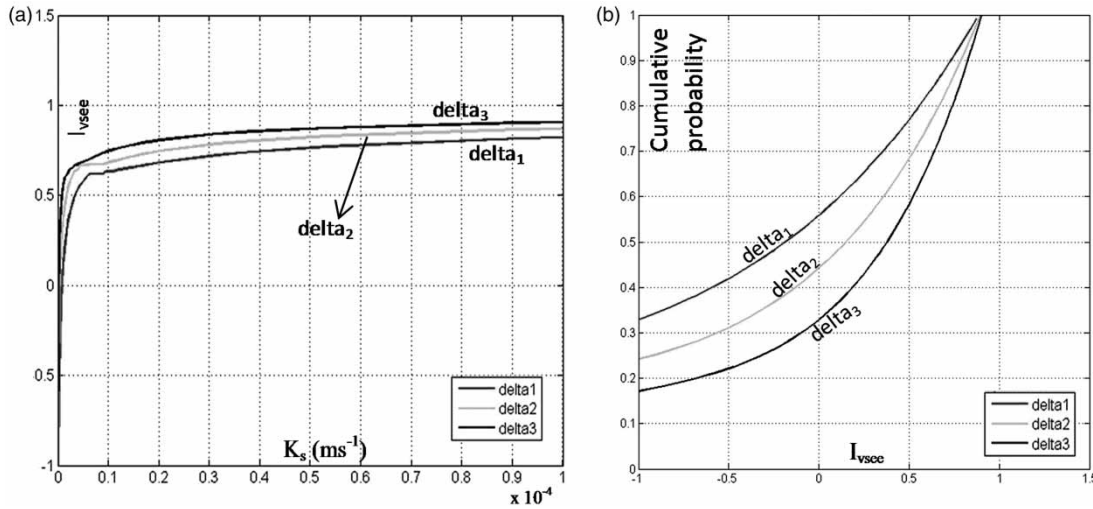 (a)
1.5
1
0.5
0
0.5
-1
I_vsee
delta₃
delta₁
delta₂
delta1
delta2
delta3
K_s (ms⁻¹)
0 0.1 0.2 0.3 0.4 0.5 0.6 0.7 0.8 0.9 1
x 10⁻⁴
(b)
1
0.9
0.8
0.7
0.6
0.5
0.4
0.3
0.2
0.1
0
Cumulative
probability
delta₁
delta₂
delta₃
delta1
delta2
delta3
-1 -0.5 0 0.5 1 1.5
I_vsee